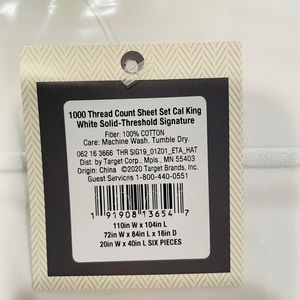 1000 Thread Count Sheet Set Cal King
White Solid-Threshold Signature
Fiber: 100% COTTON
Care: Machine Wash. Tumble Dry.
062 16 3666 THR SIG19_01Z01_ETA_HAT
Dist. by Target Corp., Mpls., MN 55403
Origin: China ©2020 Target Brands, Inc.
Guest Services 1-800-440-0551
1 91908 13654 7
110in W x 104in L
72in W x 84in L x 16in D
20in W x 40in L SIX PIECES